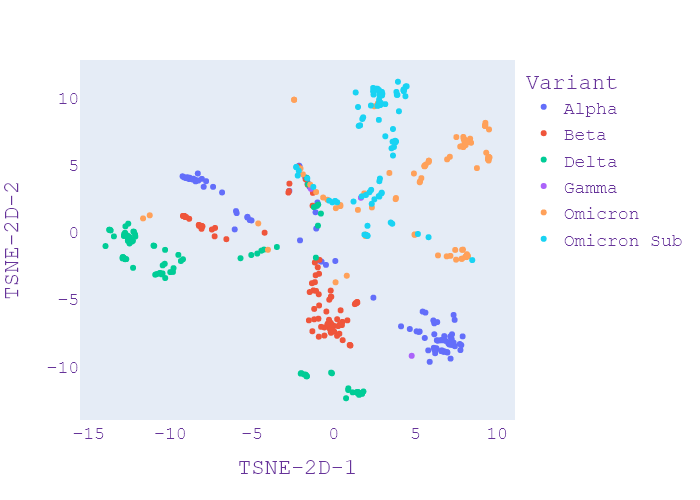 Variant
Alpha
Beta
Delta
Gamma
Omicron
Omicron Sub
TSNE-2D-2
10
5
0
−5
−10
−15
−10
−5
0
5
10
TSNE-2D-1